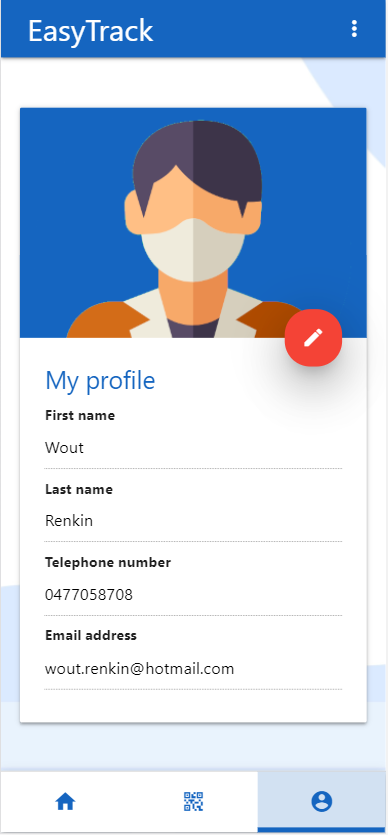 EasyTrack
My profile
First name
Wout
Last name
Renkin
Telephone number
0477058708
Email address
wout.renkin@hotmail.com